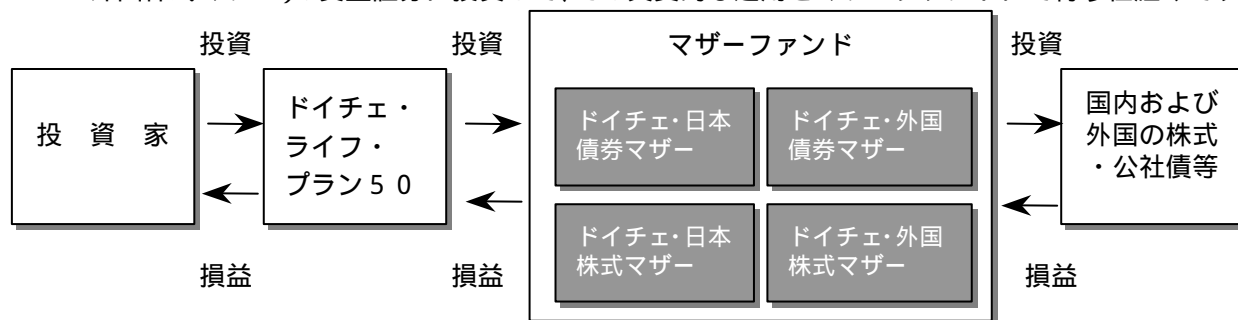 投資
投資
マザーファンド
投資
投 資 家
ドイチェ・
ライフ・
プラン５０
ドイチェ・日本
債券マザー
ドイチェ・外国
債券マザー
国内および
外国の株式
・公社債等
ドイチェ・日本
株式マザー
ドイチェ・外国
株式マザー
損益
損益
損益